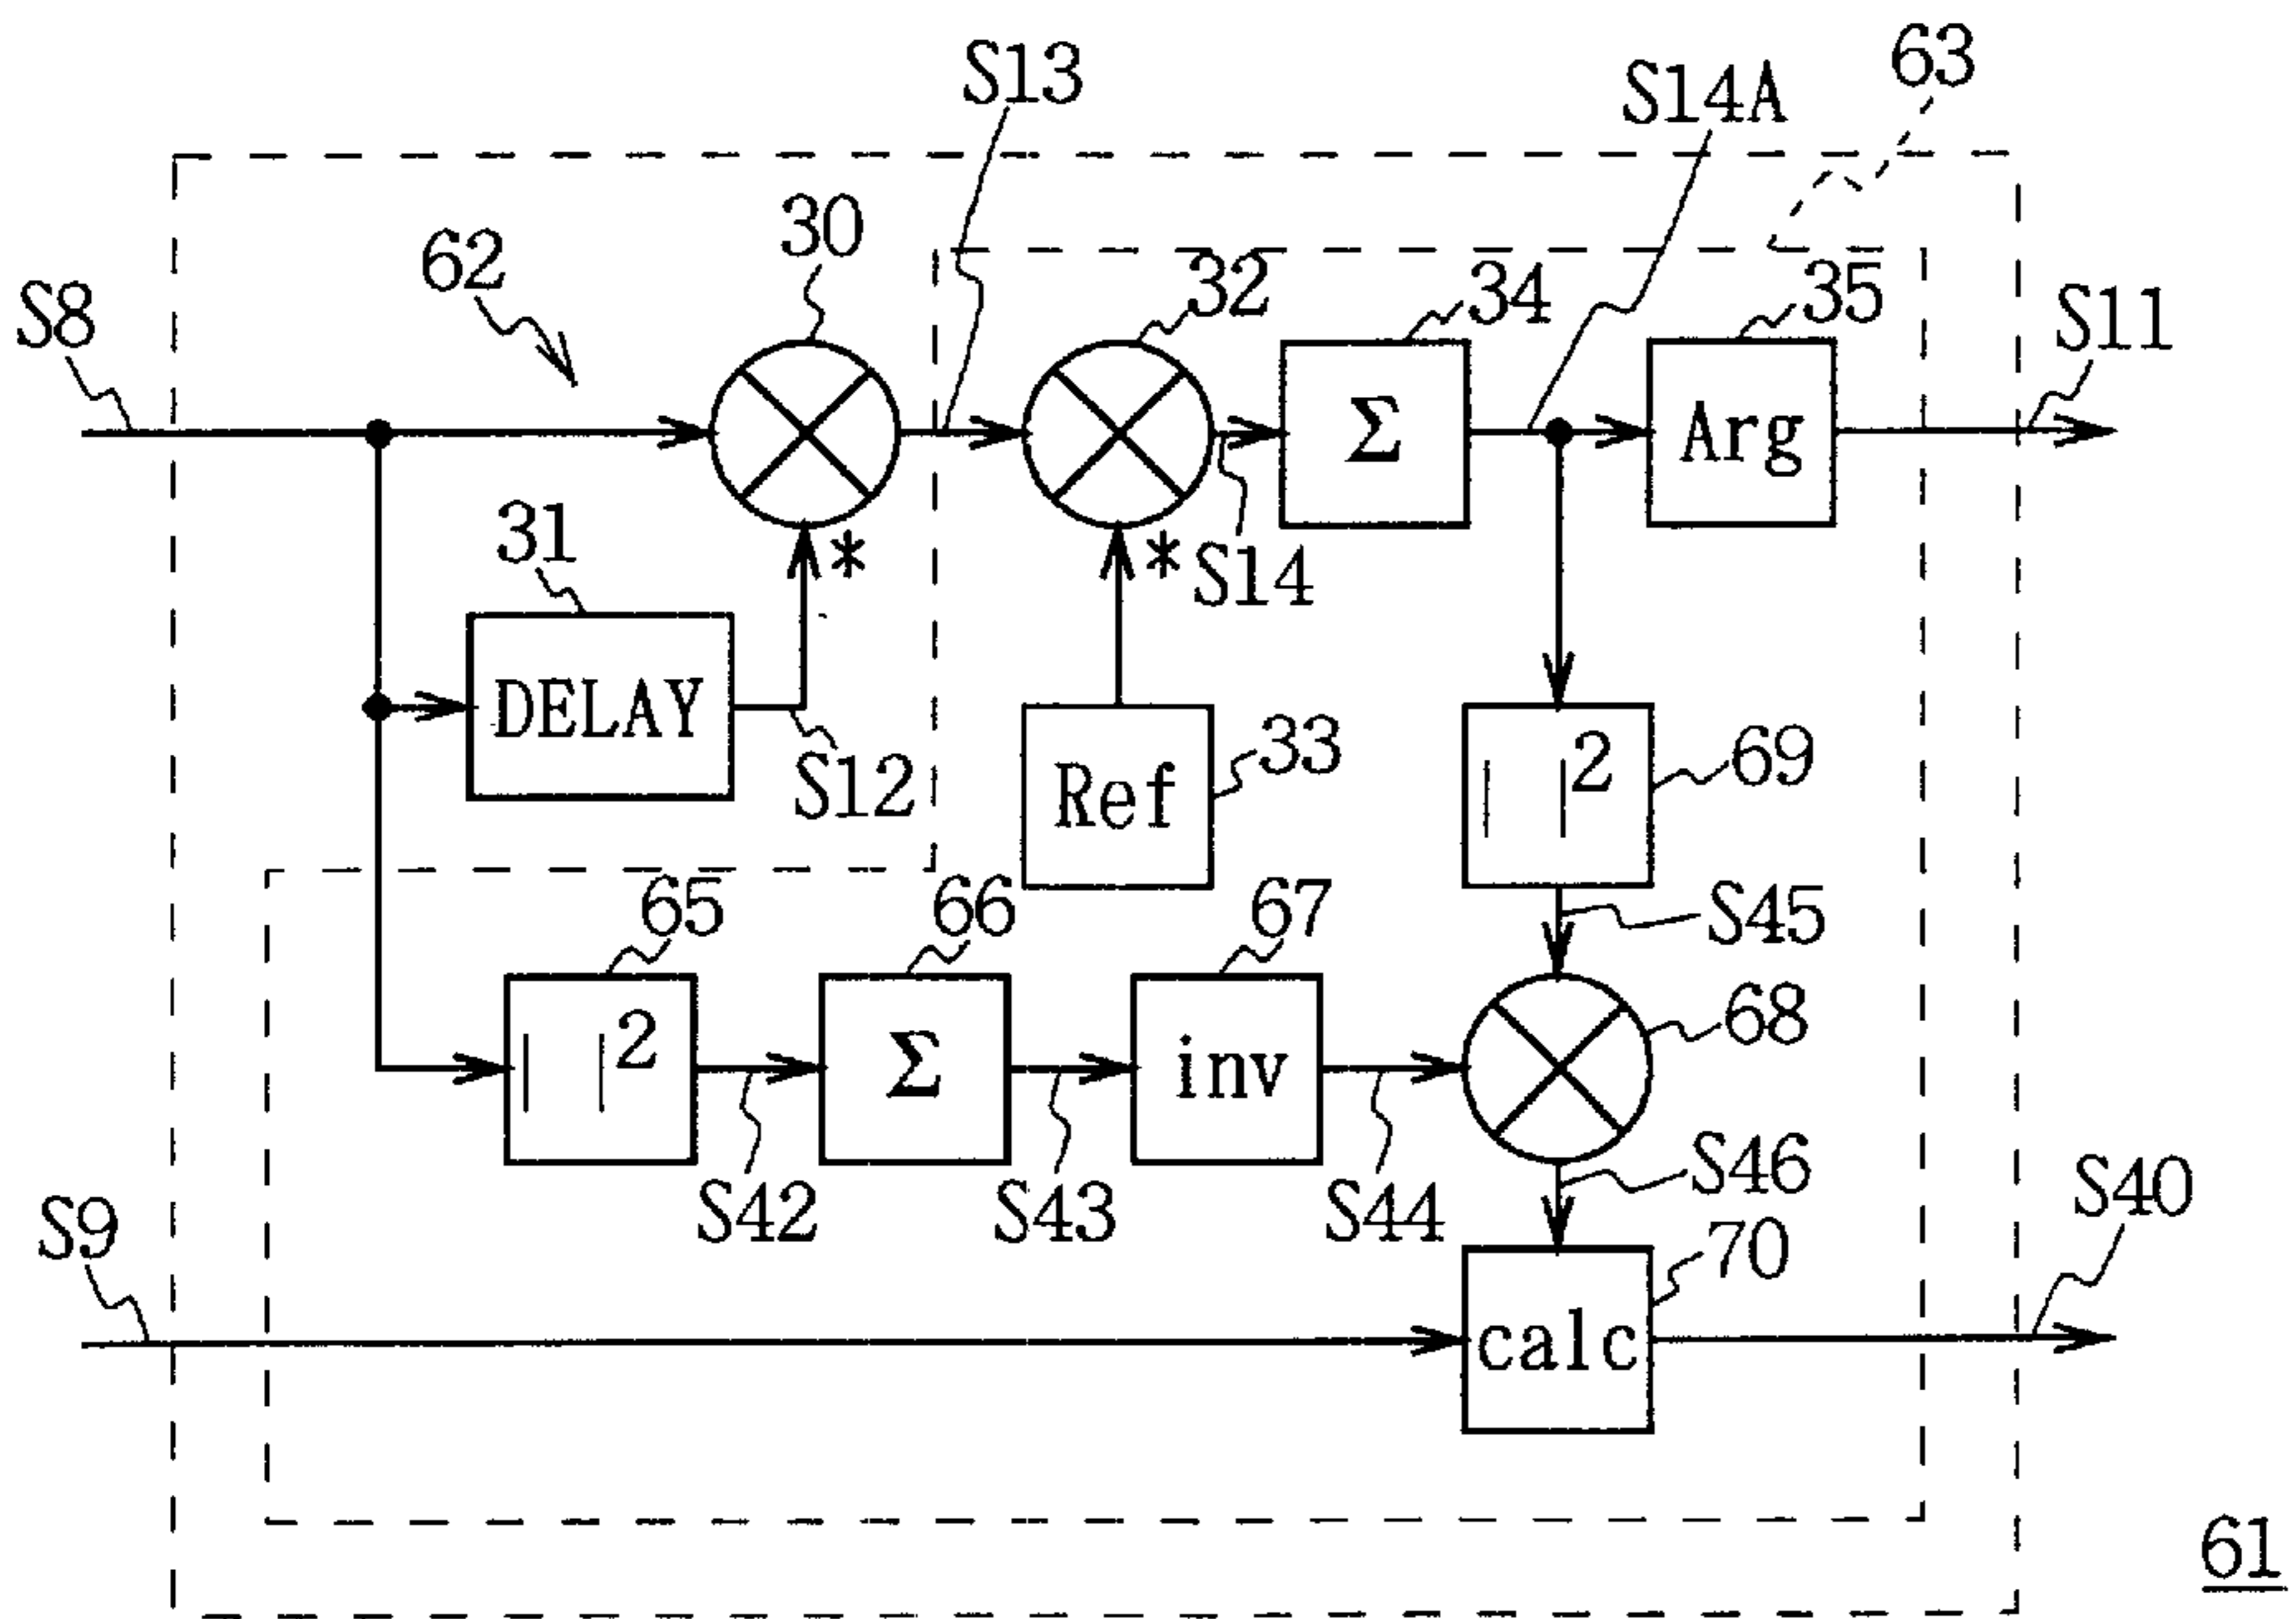 S13
S14A
63
62
30
32
34
35
S8
S11
Σ
Arg
31
*
*
S14
DELAY
S12
Ref
33
| |2
69
65
66
67
S45
| |2
Σ
inv
68
S42
S43
S44
S46
S9
S40
70
calc
61